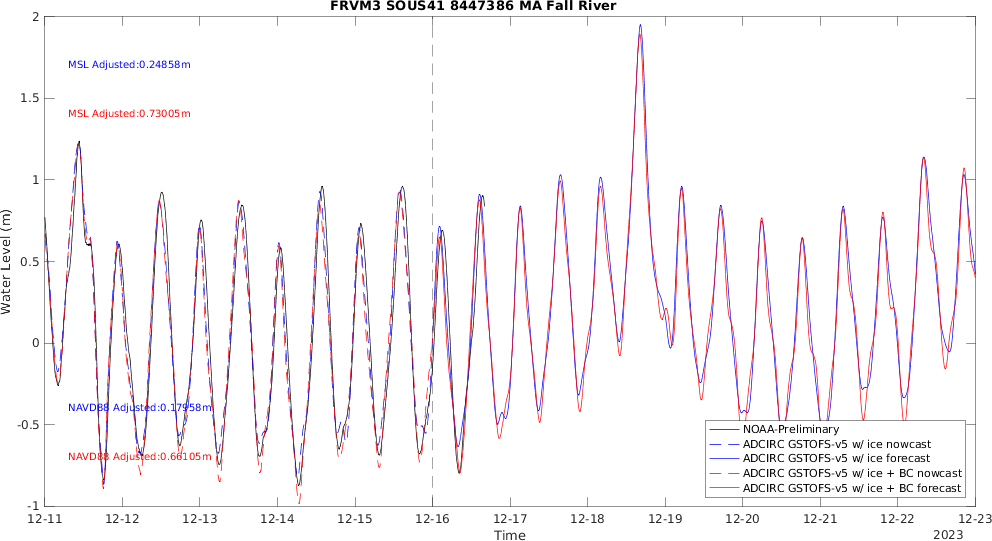 FRVM3 SOUS41 8447386 MA Fall River
2
1.5
1
0.5
0
-0.5
-1
Water Level (m)
MSL Adjusted:0.24858m
MSL Adjusted:0.73005m
NAVD88 Adjusted:0.17958m
NAVD88 Adjusted:0.66105m
NOAA-Preliminary
ADCIRC GSTOFS-v5 w/ ice nowcast
ADCIRC GSTOFS-v5 w/ ice forecast
ADCIRC GSTOFS-v5 w/ ice + BC nowcast
ADCIRC GSTOFS-v5 w/ ice + BC forecast
12-11 12-12 12-13 12-14 12-15 12-16 12-17 12-18 12-19 12-20 12-21 12-22 12-23
Time
2023